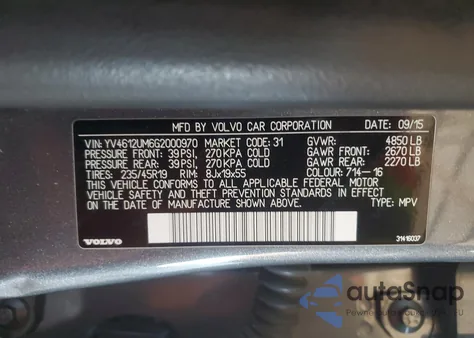 MFD BY VOLVO CAR CORPORATION DATE: 09/15
VIN: YV4612UM6G2000970 MARKET CODE: 31 GVWR: 4850 LB
PRESSURE FRONT: 39 PSI, 270 KPA COLD GAWR FRONT: 2670 LB
PRESSURE REAR: 39 PSI, 270 KPA COLD GAWR REAR: 2270 LB
TIRES: 235/45R19 RIM: 8Jx19x55 COLOUR: 714-16
THIS VEHICLE CONFORMS TO ALL APPLICABLE FEDERAL MOTOR
VEHICLE SAFETY AND THEFT PREVENTION STANDARDS IN EFFECT
ON THE DATE OF MANUFACTURE SHOWN ABOVE. TYPE: MPV
VOLVO 31416037
autoSnap